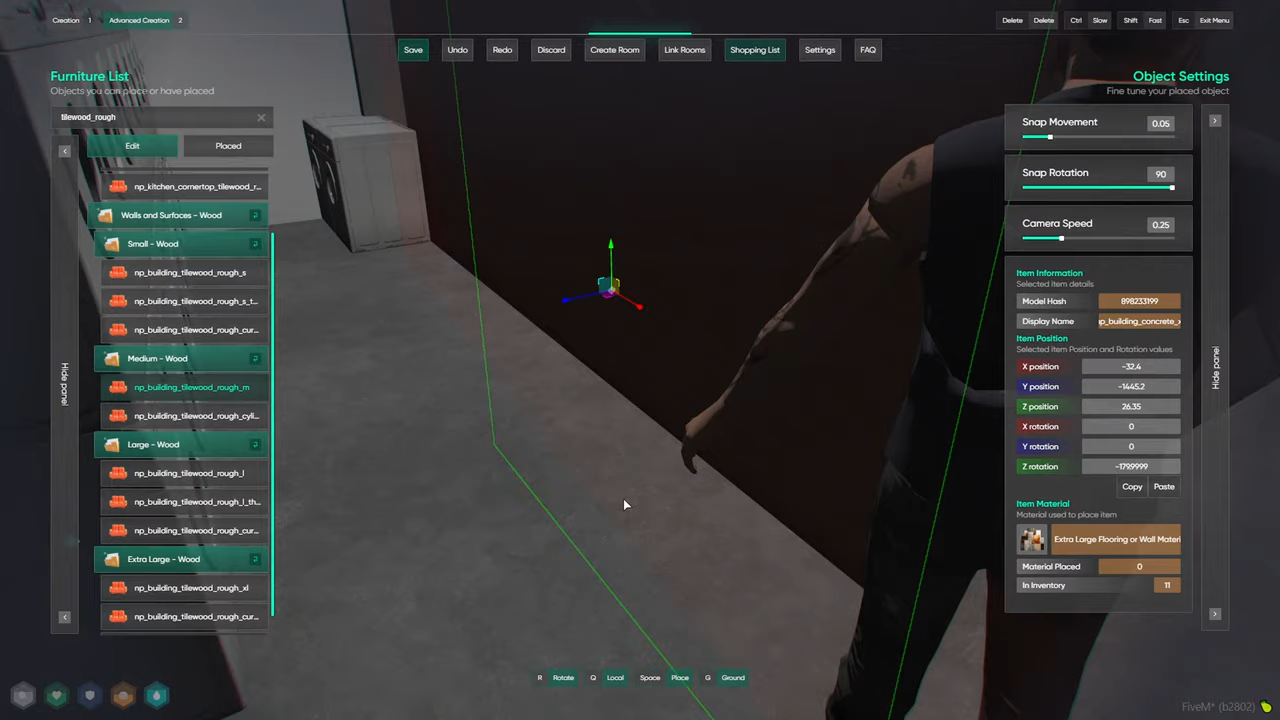 Creation 1 Advanced Creation 2
Delete Delete Ctrl Slow Shift Fast Esc Exit Menu
Save Undo Redo Discard Create Room Link Rooms Shopping List Settings FAQ
Furniture List
Objects you can place or have placed
tilewood_rough
Edit Placed
np_kitchen_cornertop_tilewood_r...
Walls and Surfaces - Wood
Small - Wood
np_building_tilewood_rough_s
np_building_tilewood_rough_s_t...
np_building_tilewood_rough_cur...
Medium - Wood
np_building_tilewood_rough_m
np_building_tilewood_rough_cyli...
Large - Wood
np_building_tilewood_rough_l
np_building_tilewood_rough_l_th...
np_building_tilewood_rough_cur...
Extra Large - Wood
np_building_tilewood_rough_xl
np_building_tilewood_rough_cur...
Hide panel
Object Settings
Fine tune your placed object
Snap Movement 0.05
Snap Rotation 90
Camera Speed 0.25
Item Information
Selected item details
Model Hash 898233199
Display Name np_building_concrete_x
Item Position
Selected Item Position and Rotation values
X position -32.4
Y position -1445.2
Z position 26.35
X rotation 0
Y rotation 0
Z rotation -179.9999
Copy Paste
Item Material
Material used to place item
Extra Large Flooring or Wall Materi
Material Placed 0
In Inventory 11
Hide panel
R Rotate Q Local Space Place G Ground
FiveM* (b2802)